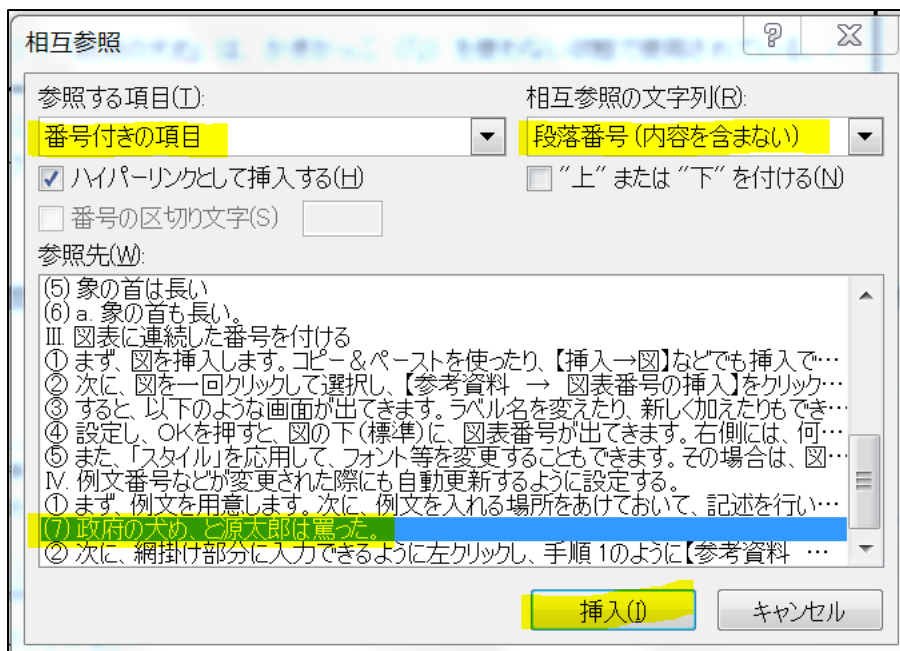 相互参照
参照する項目(T):
相互参照の文字列(R):
番号付きの項目
段落番号(内容を含まない)
ハイパーリンクとして挿入する(H)
"上" または "下" を付ける(N)
番号の区切り文字(S)
参照先(W):
(5) 象の首は長い
(6) a. 象の首も長い。
Ⅲ. 図表に連続した番号を付ける
① まず、図を挿入します。コピー＆ペーストを使ったり、【挿入→図】などでも挿入で…
② 次に、図を一回クリックして選択し、【参考資料 → 図表番号の挿入】をクリック…
③ すると、以下のような画面が出てきます。ラベル名を変えたり、新しく加えたりもでき…
④ 設定し、OKを押すと、図の下(標準)に、図表番号が出てきます。右側には、何…
⑤ また、「スタイル」を応用して、フォント等を変更することもできます。その場合は、図…
Ⅳ. 例文番号などが変更された際にも自動更新するように設定する。
① まず、例文を用意します。次に、例文を入れる場所をあけておいて、記述を行い…
(7) 政府の犬め、と源太郎は罵った。
② 次に、網掛け部分に入力できるように左クリックし、手順1のように【参考資料 …
挿入(I)
キャンセル